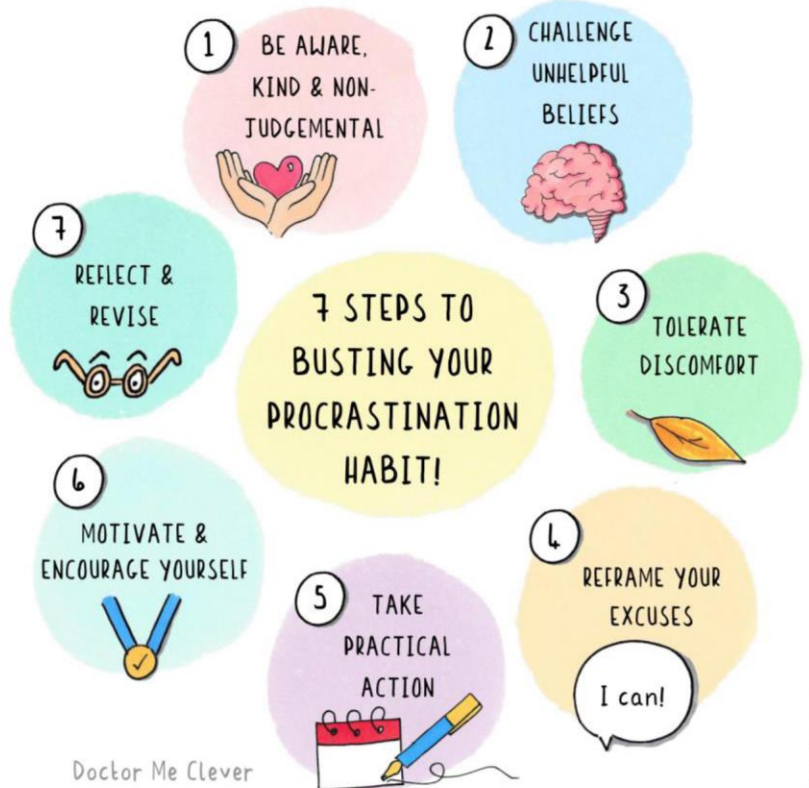 1
BE AWARE,
KIND & NON-
JUDGEMENTAL
2
CHALLENGE
UNHELPFUL
BELIEFS
7
REFLECT &
REVISE
7 STEPS TO
BUSTING YOUR
PROCRASTINATION
HABIT!
3
TOLERATE
DISCOMFORT
6
MOTIVATE &
ENCOURAGE YOURSELF
5
TAKE
PRACTICAL
ACTION
4
REFRAME YOUR
EXCUSES
I can!
Doctor Me Clever